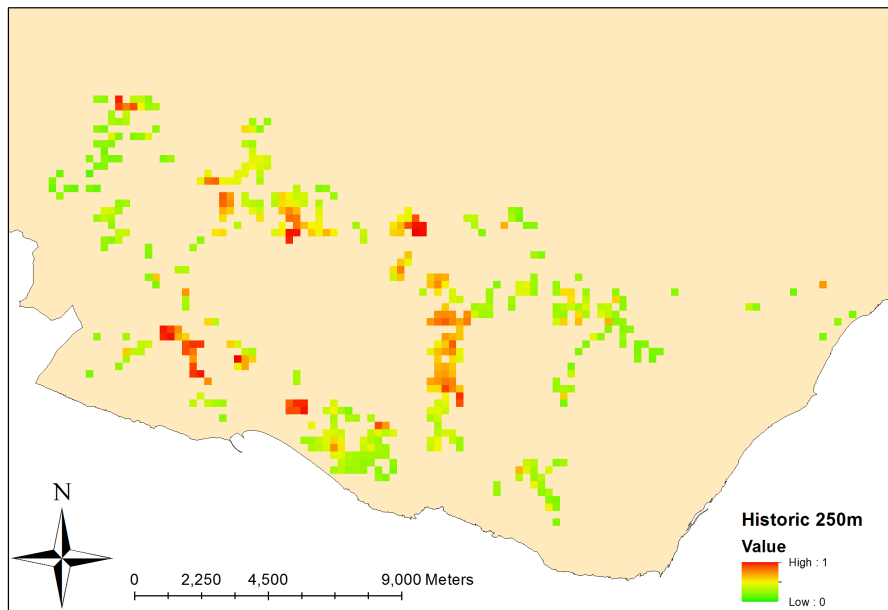 N
0 2,250 4,500 9,000 Meters
Historic 250m
Value
High : 1
Low : 0